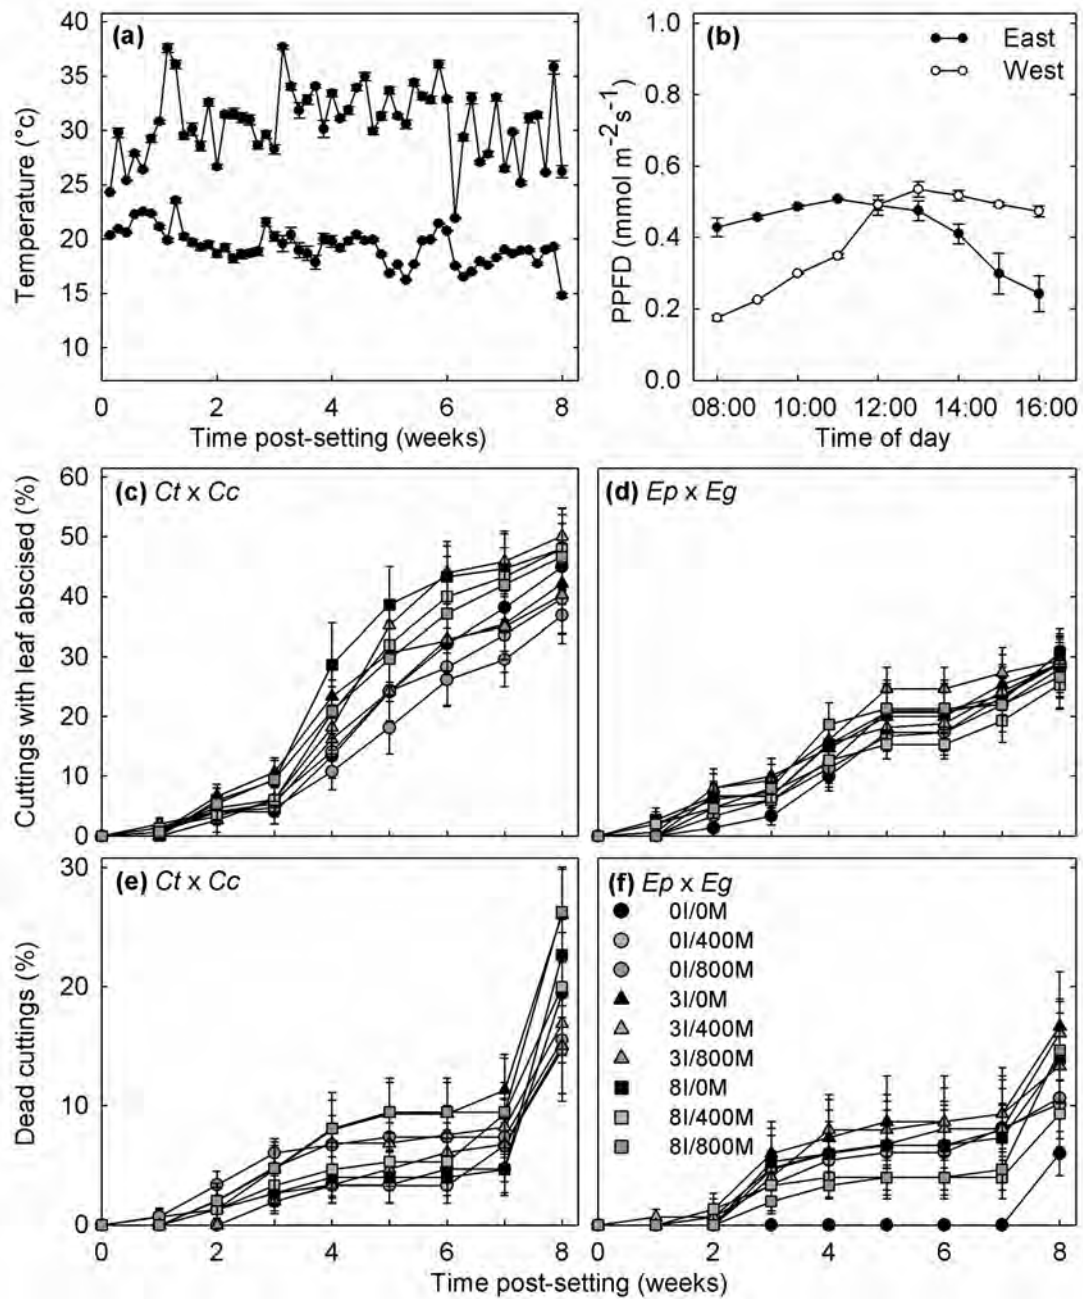 (a)
Temperature (°c)
40
35
30
25
20
15
10
0 2 4 6 8
Time post-setting (weeks)
(b)
East
West
PPFD (mmol m⁻²s⁻¹)
1.0
0.8
0.6
0.4
0.2
0.0
08:00 10:00 12:00 14:00 16:00
Time of day
(c) Ct x Cc
Cuttings with leaf abscised (%)
60
50
40
30
20
10
0
(d) Ep x Eg
(e) Ct x Cc
Dead cuttings (%)
30
20
10
0
0 2 4 6 8
(f) Ep x Eg
0I/0M
0I/400M
0I/800M
3I/0M
3I/400M
3I/800M
8I/0M
8I/400M
8I/800M
0 2 4 6 8
Time post-setting (weeks)